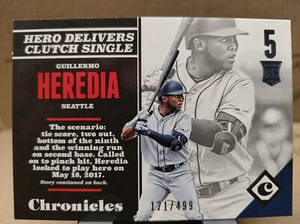 HERO DELIVERS
CLUTCH SINGLE
GUILLERMO
HEREDIA
SEATTLE
The scenario:
tie score, two out,
bottom of the ninth
and the winning run
on second base. Called
on to pinch hit, Heredia
looked to play hero on
May 18, 2017.
Story continued on back.
Chronicles
171/499
5
RC
C